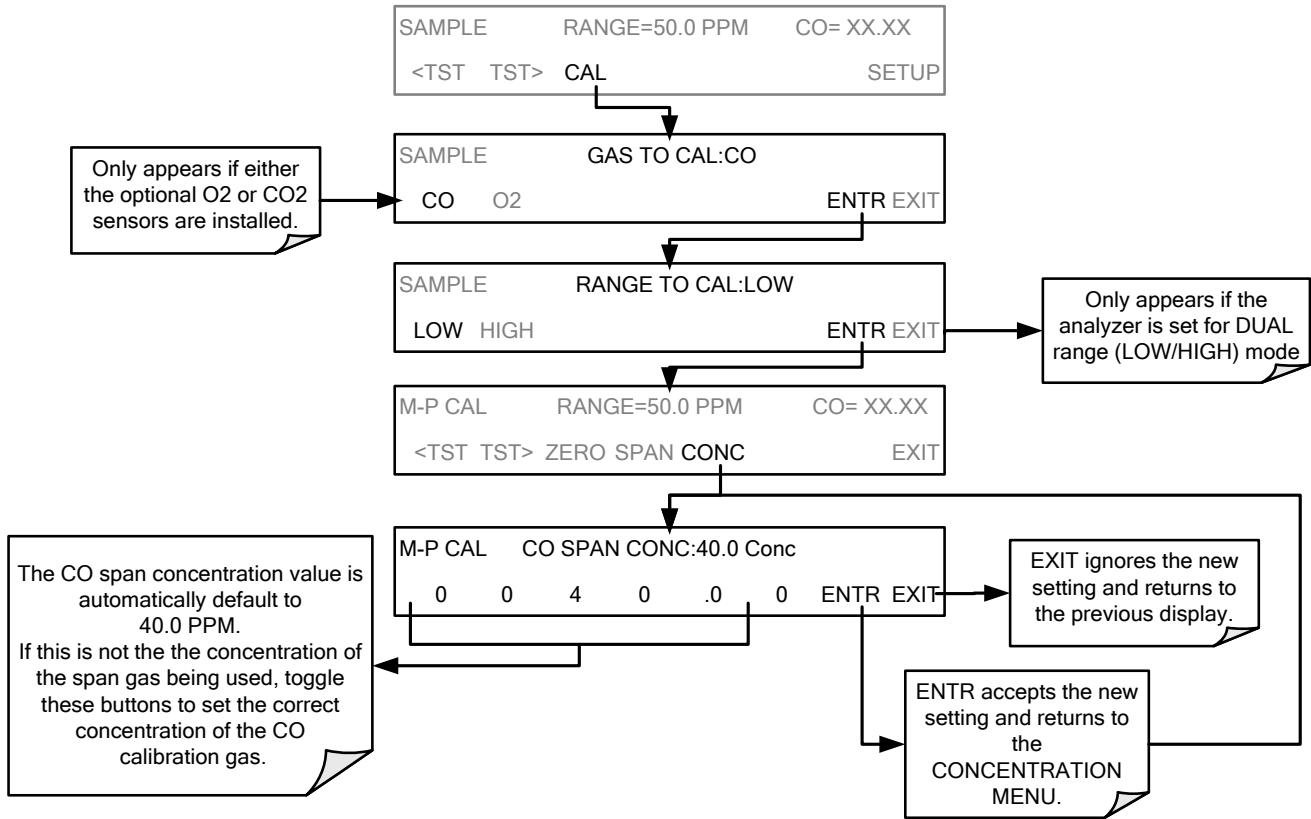 SAMPLE RANGE=50.0 PPM CO= XX.XX
<TST TST> CAL SETUP
Only appears if either
the optional O2 or CO2
sensors are installed.
SAMPLE GAS TO CAL:CO
CO O2 ENTR EXIT
SAMPLE RANGE TO CAL:LOW
LOW HIGH ENTR EXIT
Only appears if the
analyzer is set for DUAL
range (LOW/HIGH) mode
M-P CAL RANGE=50.0 PPM CO= XX.XX
<TST TST> ZERO SPAN CONC EXIT
M-P CAL CO SPAN CONC:40.0 Conc
0 0 4 0 .0 0 ENTR EXIT
The CO span concentration value is
automatically default to
40.0 PPM.
If this is not the the concentration of
the span gas being used, toggle
these buttons to set the correct
concentration of the CO
calibration gas.
EXIT ignores the new
setting and returns to
the previous display.
ENTR accepts the new
setting and returns to
the
CONCENTRATION
MENU.